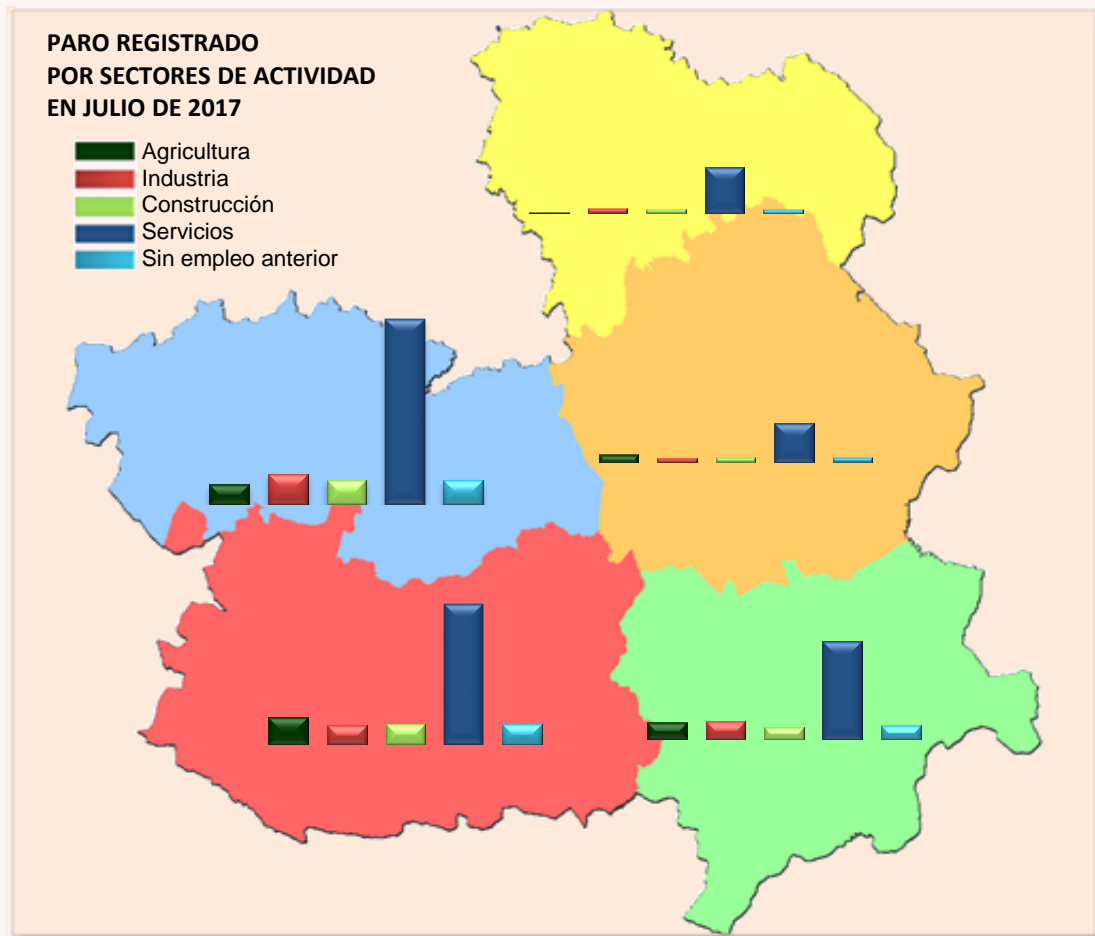 PARO REGISTRADO
POR SECTORES DE ACTIVIDAD
EN JULIO DE 2017
Agricultura
Industria
Construcción
Servicios
Sin empleo anterior